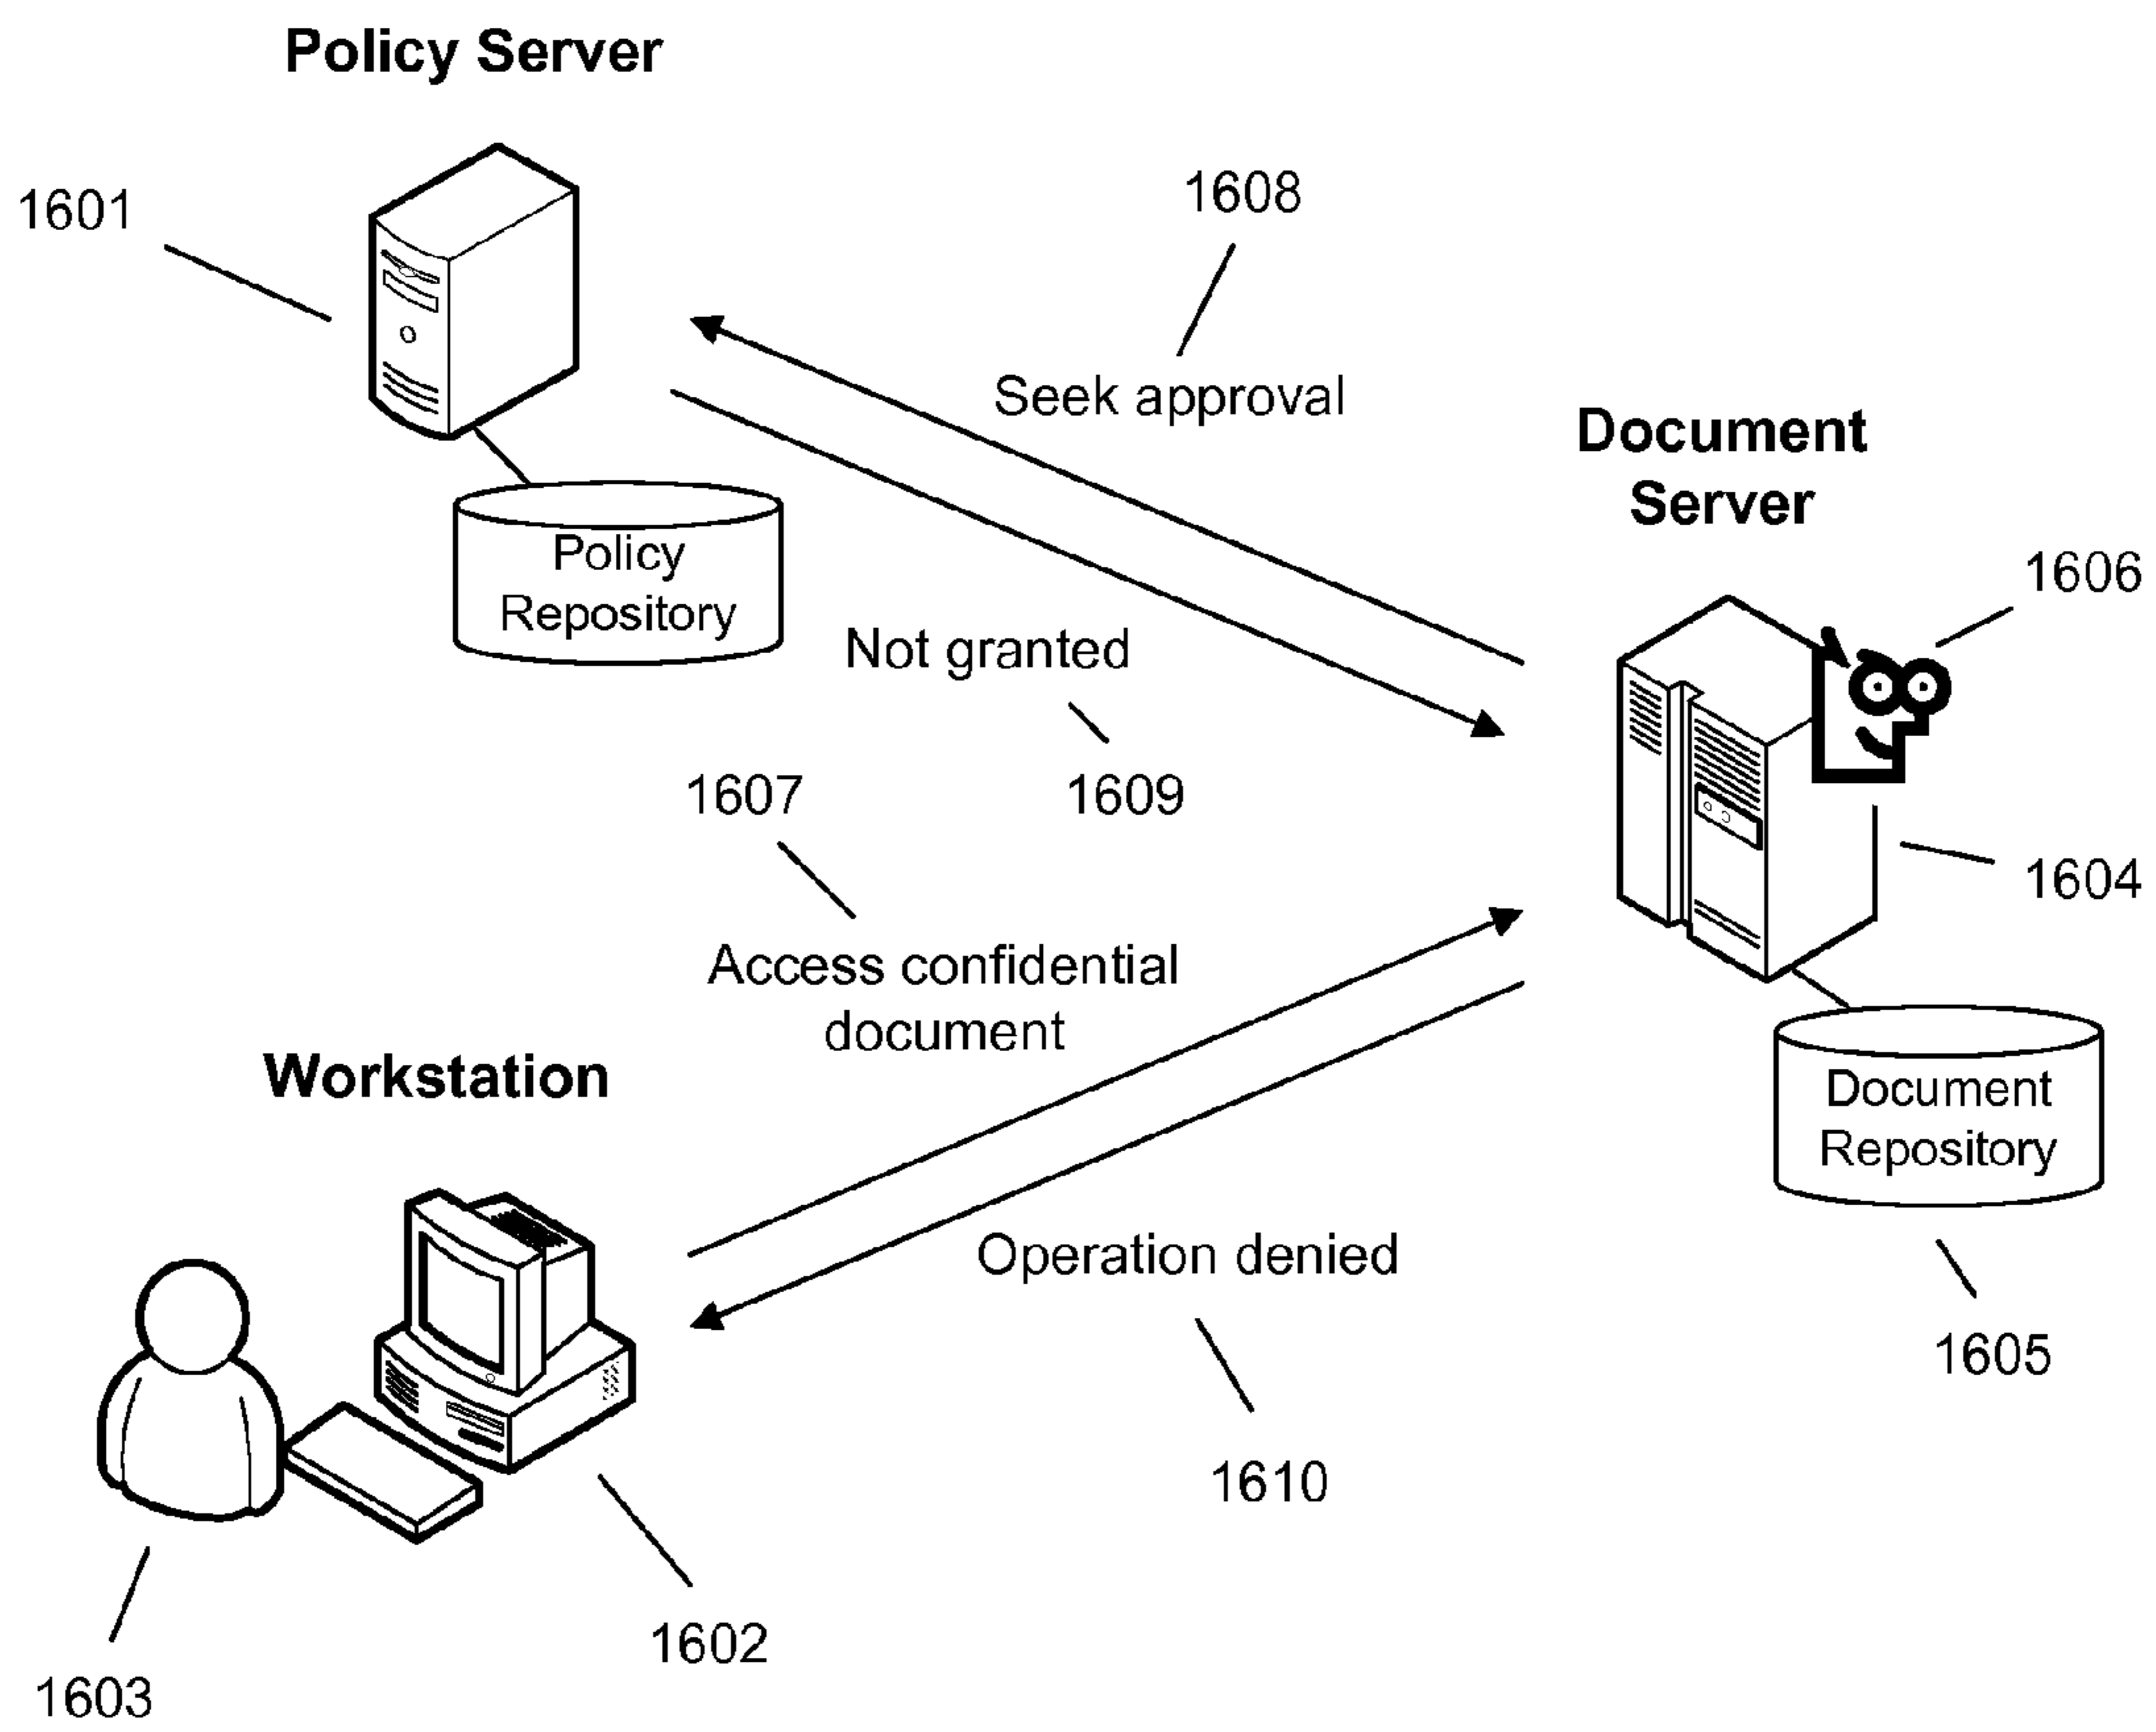 Policy Server
1601
1608
Seek approval
Document
Server
Policy
Repository
1606
Not granted
1607
1609
1604
Access confidential
document
Workstation
Document
Repository
Operation denied
1605
1610
1602
1603